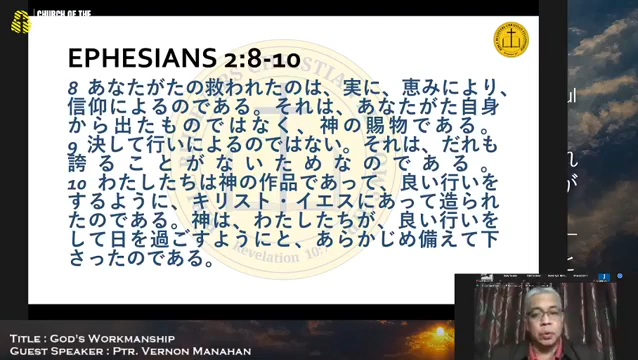 CHURCH OF THE
EPHESIANS 2:8-10
8 あなたがたの救われたのは、実に、恵みにより、
信仰によるのである。それは、あなたがた自身
から出たものではなく、神の賜物である。
9 決して行いによるのではない。それは、だれも
誇ることがないためなのである。
10 わたしたちは神の作品であって、良い行いを
するように、キリスト・イエスにあって造られ
たのである。神は、わたしたちが、良い行いを
して日を過ごすようにと、あらかじめ備えて下
さったのである。
Title : God's Workmanship
Guest Speaker : Ptr. Vernon Manahan